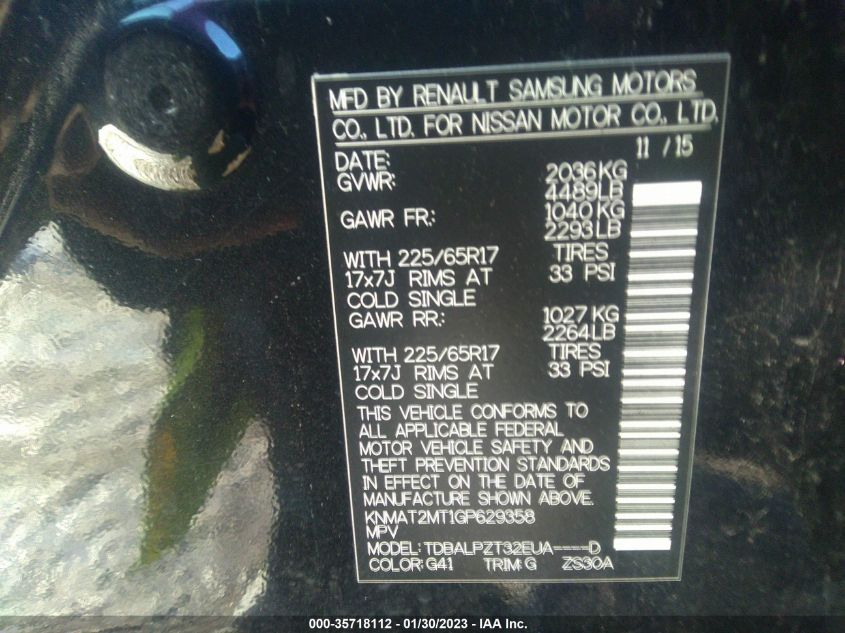 MFD BY RENAULT SAMSUNG MOTORS
CO., LTD. FOR NISSAN MOTOR CO., LTD.
DATE: 11 / 15
GVWR: 2036 KG
4489LB
GAWR FR: 1040 KG
2293 LB
WITH 225/65R17 TIRES
17x7J RIMS AT 33 PSI
COLD SINGLE
GAWR RR: 1027 KG
2264 LB
WITH 225/65R17 TIRES
17x7J RIMS AT 33 PSI
COLD SINGLE
THIS VEHICLE CONFORMS TO
ALL APPLICABLE FEDERAL
MOTOR VEHICLE SAFETY AND
THEFT PREVENTION STANDARDS
IN EFFECT ON THE DATE OF
MANUFACTURE SHOWN ABOVE.
KNMAT2MT1GP629358
MPV
MODEL: TDBALPZT32EUA----D
COLOR: G41 TRIM: G ZS30A
000-35718112 - 01/30/2023 - IAA Inc.